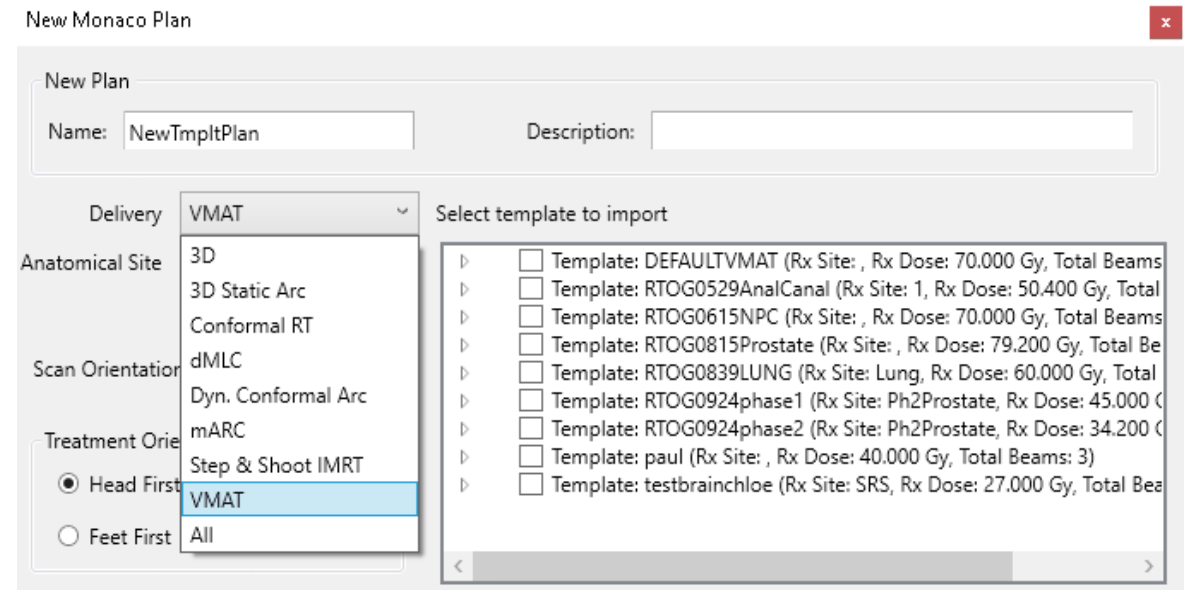 New Monaco Plan
x
New Plan
Name: NewTmpltPlan Description:
Delivery VMAT Select template to import
Anatomical Site
Scan Orientation
Treatment Orie
Head First
Feet First
3D
3D Static Arc
Conformal RT
dMLC
Dyn. Conformal Arc
mARC
Step & Shoot IMRT
VMAT
All
Template: DEFAULTVMAT (Rx Site: , Rx Dose: 70.000 Gy, Total Beams
Template: RTOG0529AnalCanal (Rx Site: 1, Rx Dose: 50.400 Gy, Total
Template: RTOG0615NPC (Rx Site: , Rx Dose: 70.000 Gy, Total Beams
Template: RTOG0815Prostate (Rx Site: , Rx Dose: 79.200 Gy, Total Be
Template: RTOG0839LUNG (Rx Site: Lung, Rx Dose: 60.000 Gy, Total
Template: RTOG0924phase1 (Rx Site: Ph2Prostate, Rx Dose: 45.000 (
Template: RTOG0924phase2 (Rx Site: Ph2Prostate, Rx Dose: 34.200 (
Template: paul (Rx Site: , Rx Dose: 40.000 Gy, Total Beams: 3)
Template: testbrainchloe (Rx Site: SRS, Rx Dose: 27.000 Gy, Total Bea